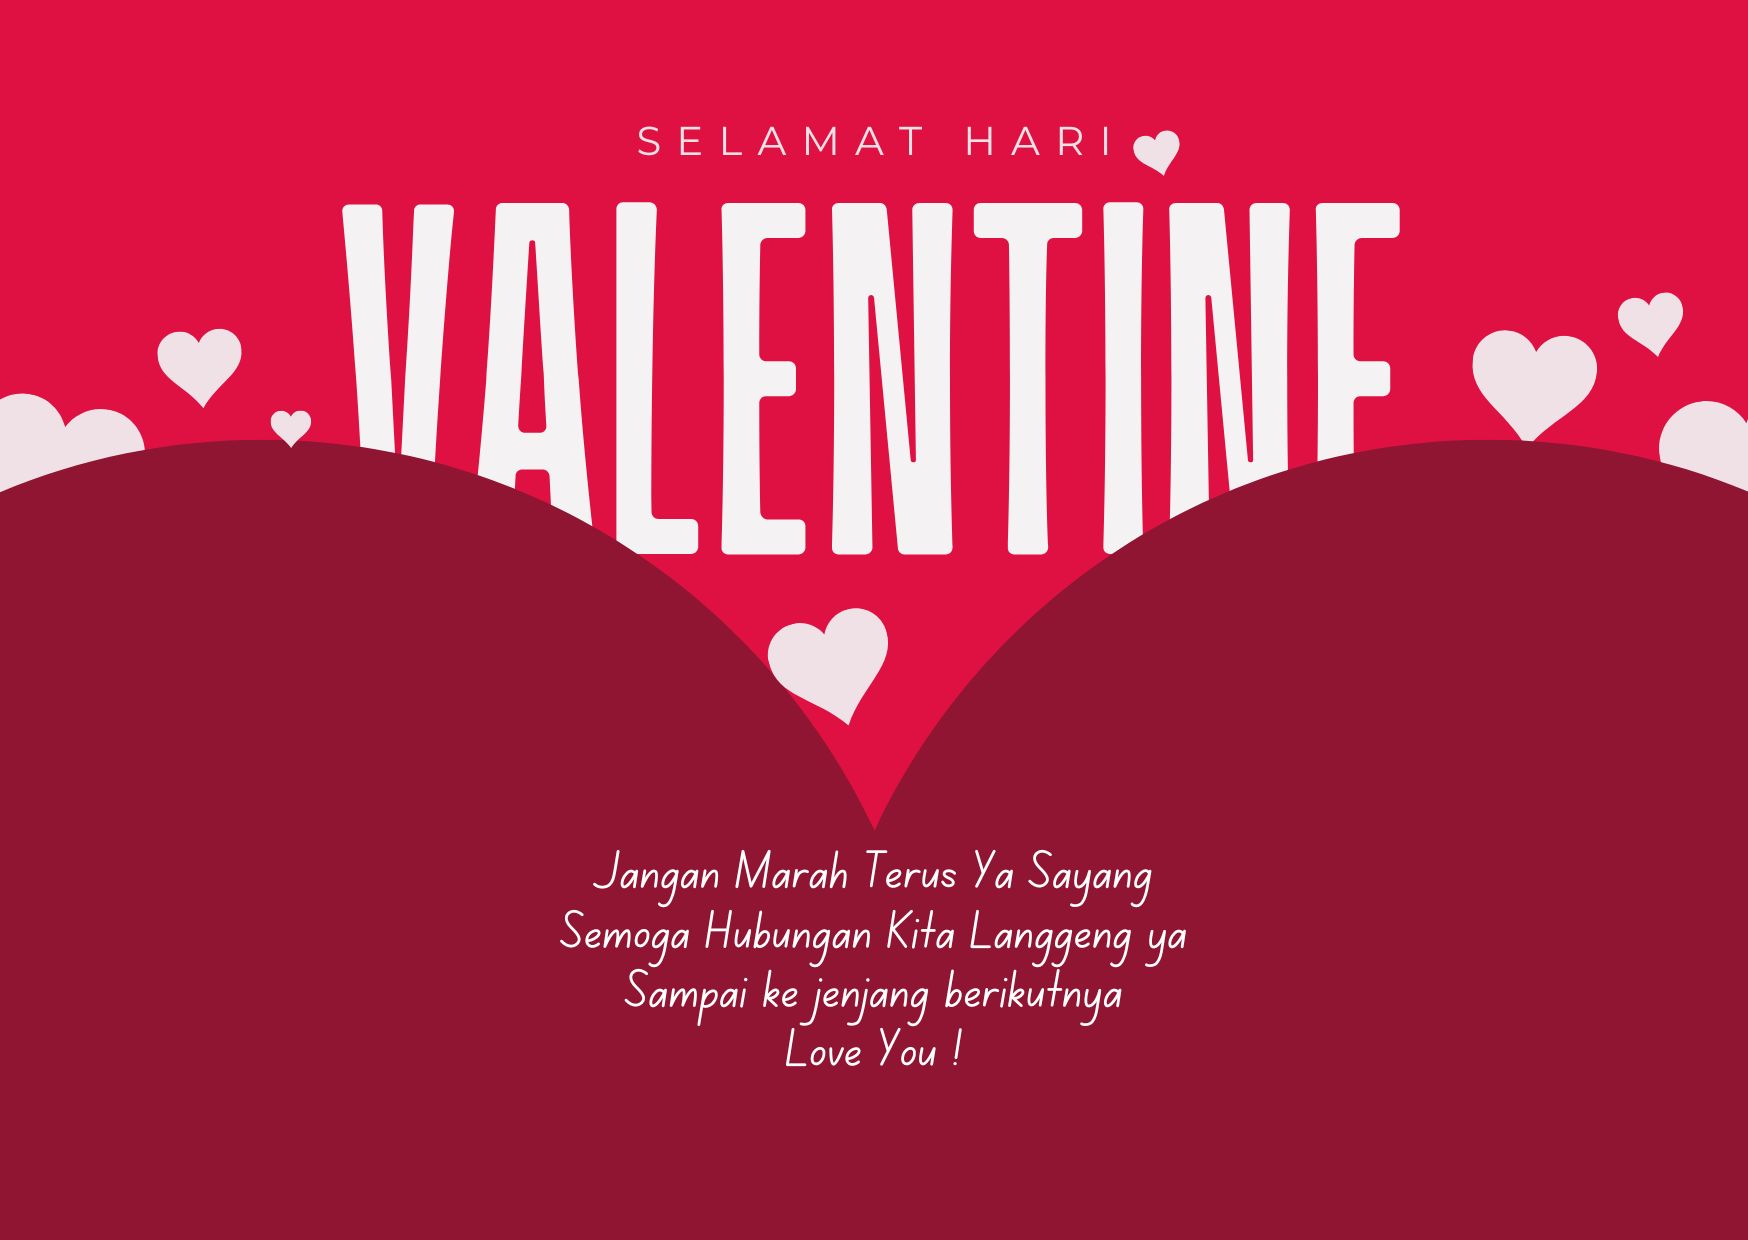 SELAMAT HARI
VALENTINE
Jangan Marah Terus Ya Sayang
Semoga Hubungan Kita Langgeng ya
Sampai ke jenjang berikutnya
Love You !